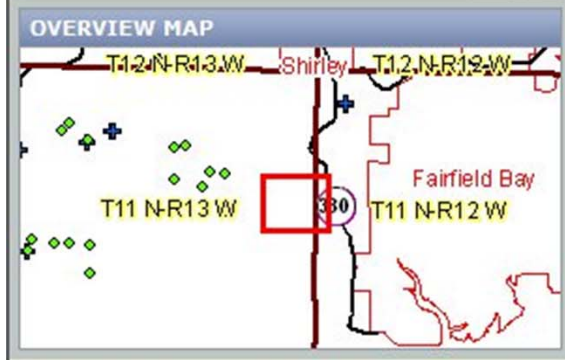 OVERVIEW MAP
T12 N-R13 W
Shirley
T12 N-R12 W
Fairfield Bay
T11 N-R13 W
330
T11 N-R12 W